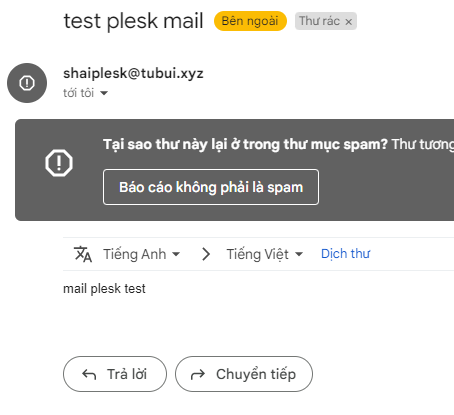 test plesk mail Bên ngoài Thư rác ×
shaiplesk@tubui.xyz
tới tôi
Tại sao thư này lại ở trong thư mục spam? Thư tương
Báo cáo không phải là spam
Tiếng Anh Tiếng Việt Dịch thư
mail plesk test
Trả lời Chuyển tiếp